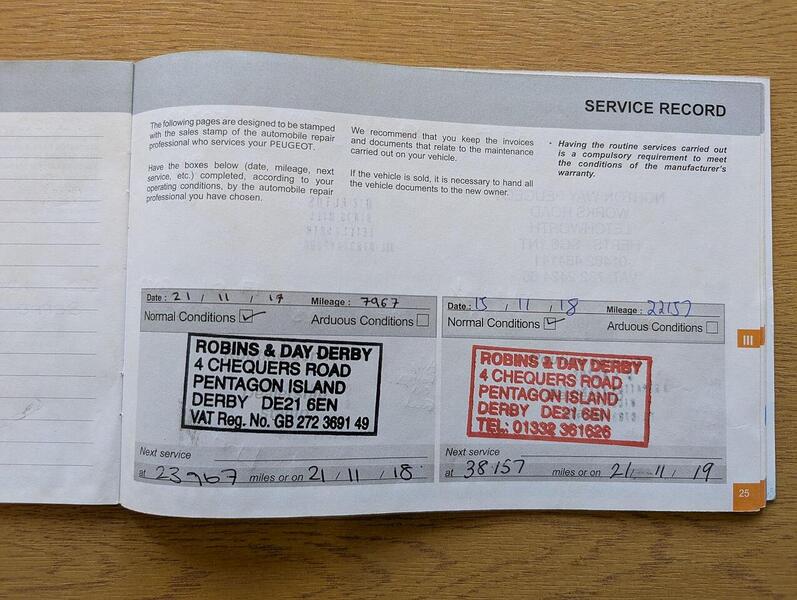 SERVICE RECORD
The following pages are designed to be stamped
with the sales stamp of the automobile repair
professional who services your PEUGEOT.
Have the boxes below (date, mileage, next
service, etc.) completed, according to your
operating conditions, by the automobile repair
professional you have chosen.
We recommend that you keep the invoices
and documents that relate to the maintenance
carried out on your vehicle.
If the vehicle is sold, it is necessary to hand all
the vehicle documents to the new owner.
• Having the routine services carried out
is a compulsory requirement to meet
the conditions of the manufacturer's
warranty.
Date : 21 / 11 / 17 Mileage : 7967
Normal Conditions Arduous Conditions
ROBINS & DAY DERBY
4 CHEQUERS ROAD
PENTAGON ISLAND
DERBY DE21 6EN
VAT Reg. No. GB 272 3691 49
Next service
at 23967 miles or on 21 / 11 / 18
Date : 15 / 11 / 18 Mileage : 22157
Normal Conditions Arduous Conditions
ROBINS & DAY DERBY
4 CHEQUERS ROAD
PENTAGON ISLAND
DERBY DE21 6EN
TEL: 01332 361626
Next service
at 38157 miles or on 21 / 11 / 19
III
25